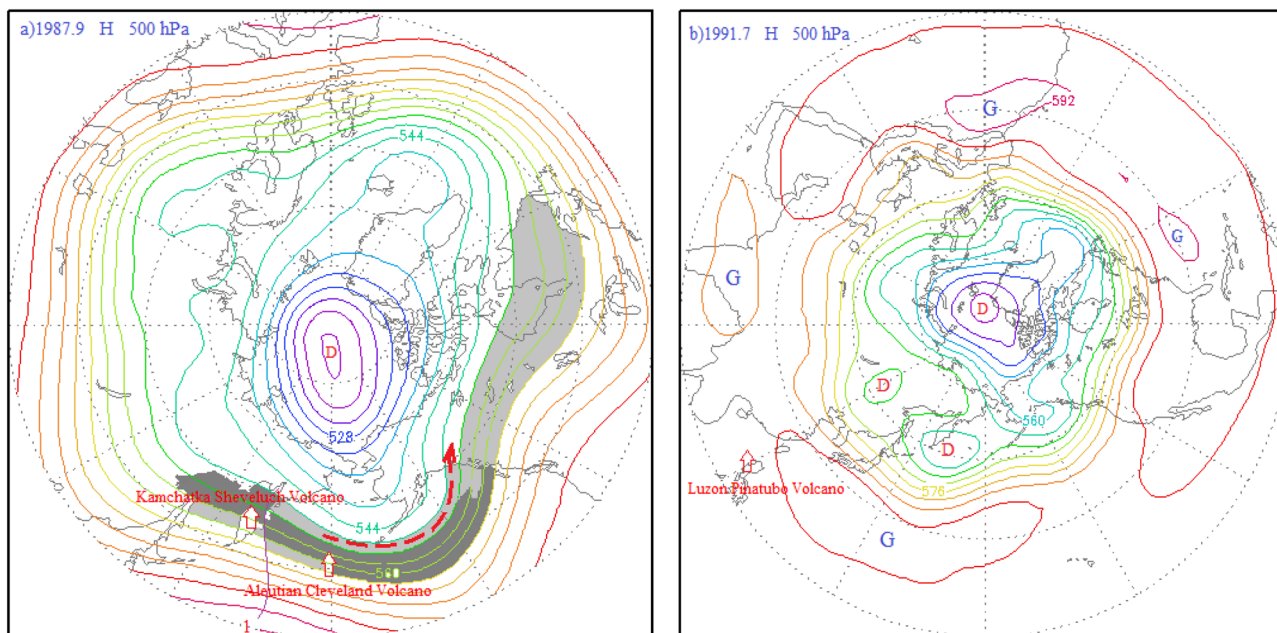 a)1987.9 H 500 hPa
544
D
528
Kamchatka Sheveluch Volcano
544
Aleutian Cleveland Volcano
1
b)1991.7 H 500 hPa
592
G
G
G
D
D
560
D
576
Luzon Pinatubo Volcano
G